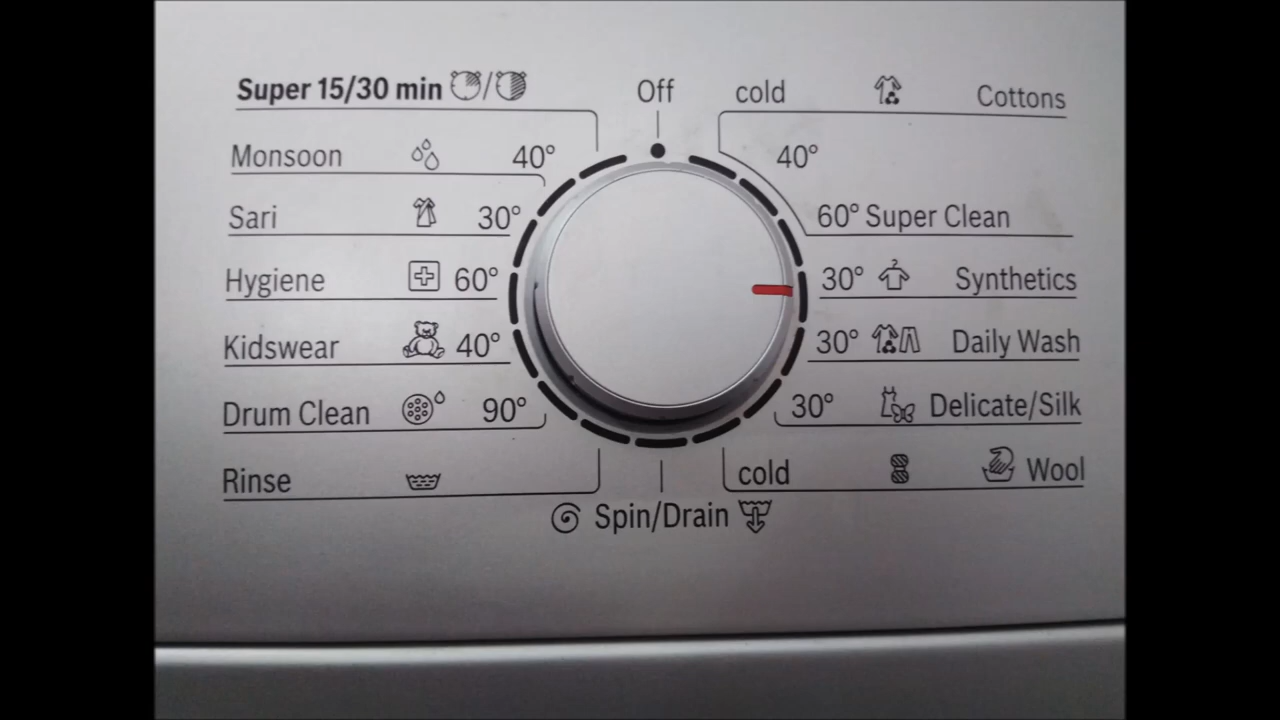 Super 15/30 min /
Monsoon 40°
Sari 30°
Hygiene 60°
Kidswear 40°
Drum Clean 90°
Rinse
Off
Spin/Drain
cold Cottons
40°
60° Super Clean
30° Synthetics
30° Daily Wash
30° Delicate/Silk
cold Wool